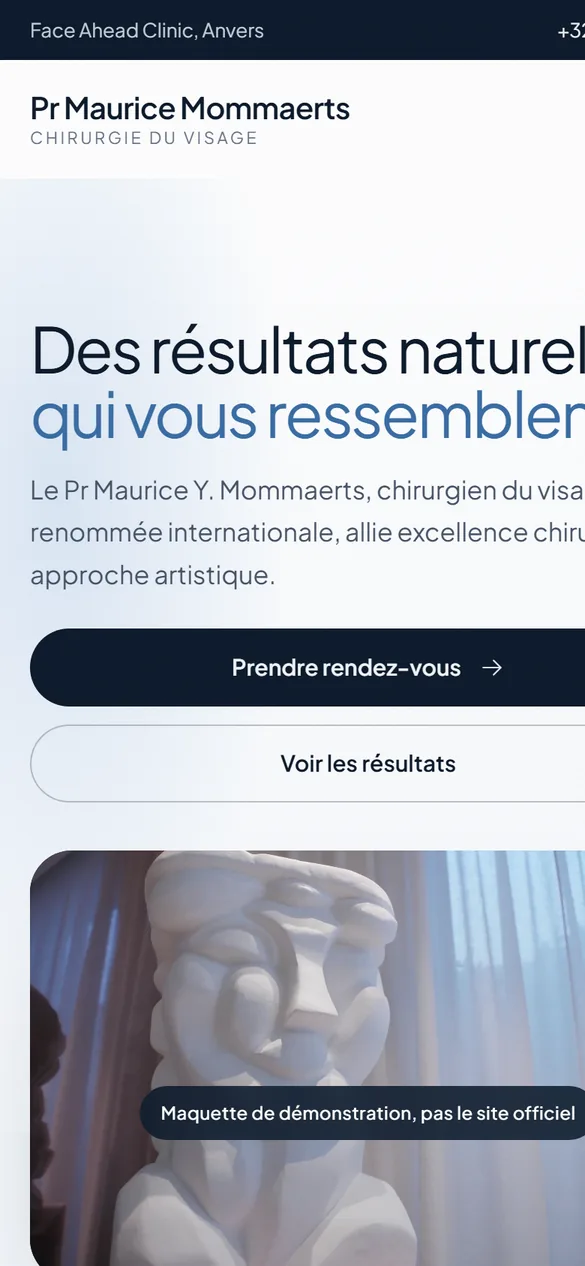 Face Ahead Clinic, Anvers +32
Pr Maurice Mommaerts
CHIRURGIE DU VISAGE
Des résultats naturel
qui vous ressemblen
Le Pr Maurice Y. Mommaerts, chirurgien du visa
renommée internationale, allie excellence chiru
approche artistique.
Prendre rendez-vous →
Voir les résultats
Maquette de démonstration, pas le site officiel